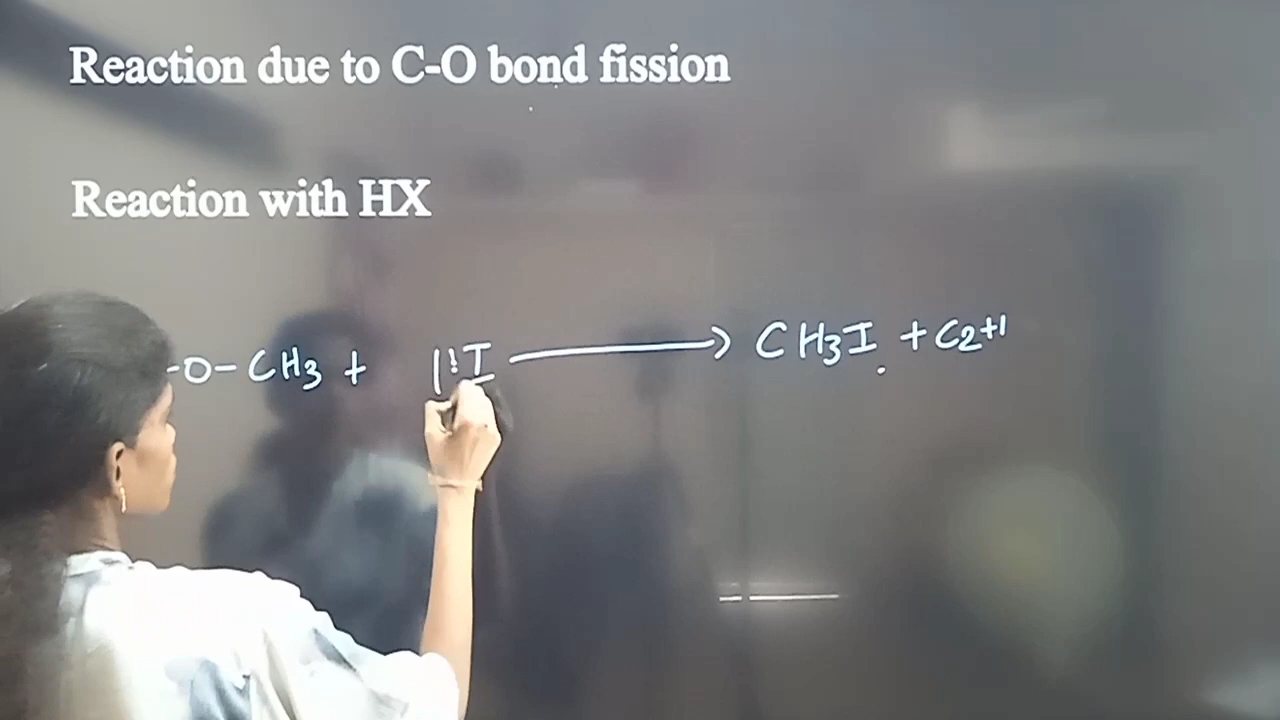 Reaction due to C-O bond fission
Reaction with HX
-O-CH3 + I ⟶ CH3I + C2H